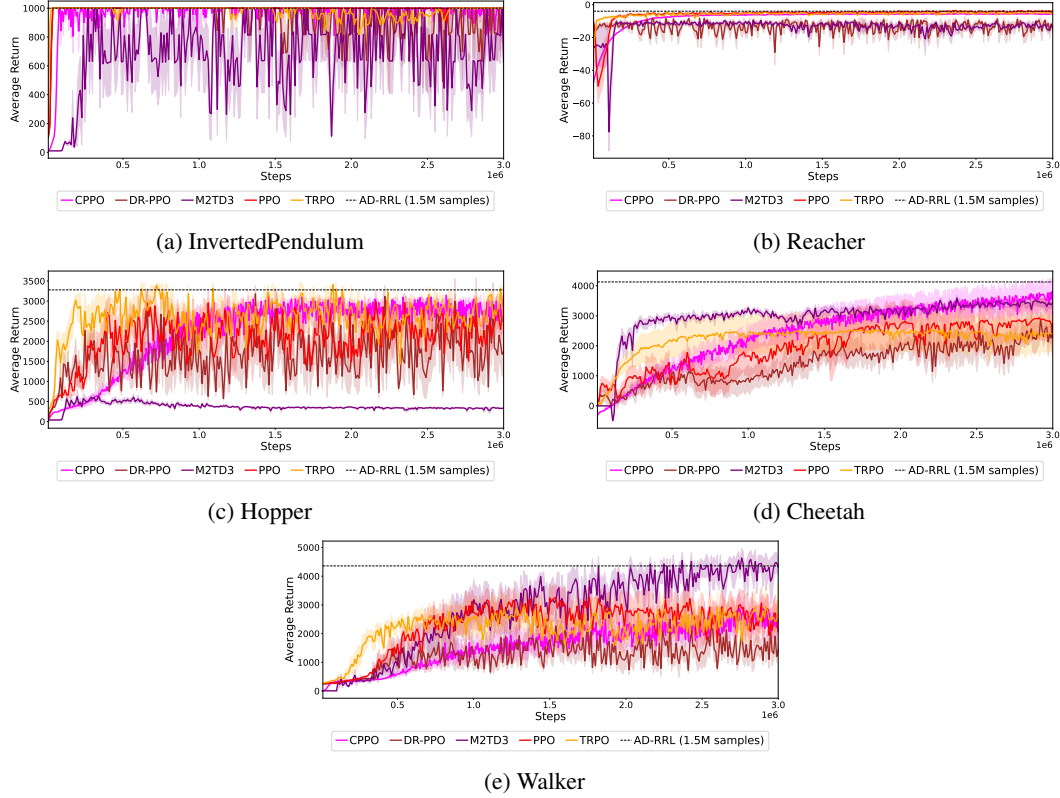 1000
800
600
400
200
0
Average Return
0.5 1.0 1.5 2.0 2.5 3.0
Steps 1e6
CPPO DR-PPO M2TD3 PPO TRPO AD-RRL (1.5M samples)
(a) InvertedPendulum
0
−20
−40
−60
−80
Average Return
0.5 1.0 1.5 2.0 2.5 3.0
Steps 1e6
CPPO DR-PPO M2TD3 PPO TRPO AD-RRL (1.5M samples)
(b) Reacher
3500
3000
2500
2000
1500
1000
500
0
Average Return
0.5 1.0 1.5 2.0 2.5 3.0
Steps 1e6
CPPO DR-PPO M2TD3 PPO TRPO AD-RRL (1.5M samples)
(c) Hopper
4000
3000
2000
1000
0
Average Return
0.5 1.0 1.5 2.0 2.5 3.0
Steps 1e6
CPPO DR-PPO M2TD3 PPO TRPO AD-RRL (1.5M samples)
(d) Cheetah
5000
4000
3000
2000
1000
0
Average Return
0.5 1.0 1.5 2.0 2.5 3.0
Steps 1e6
CPPO DR-PPO M2TD3 PPO TRPO AD-RRL (1.5M samples)
(e) Walker